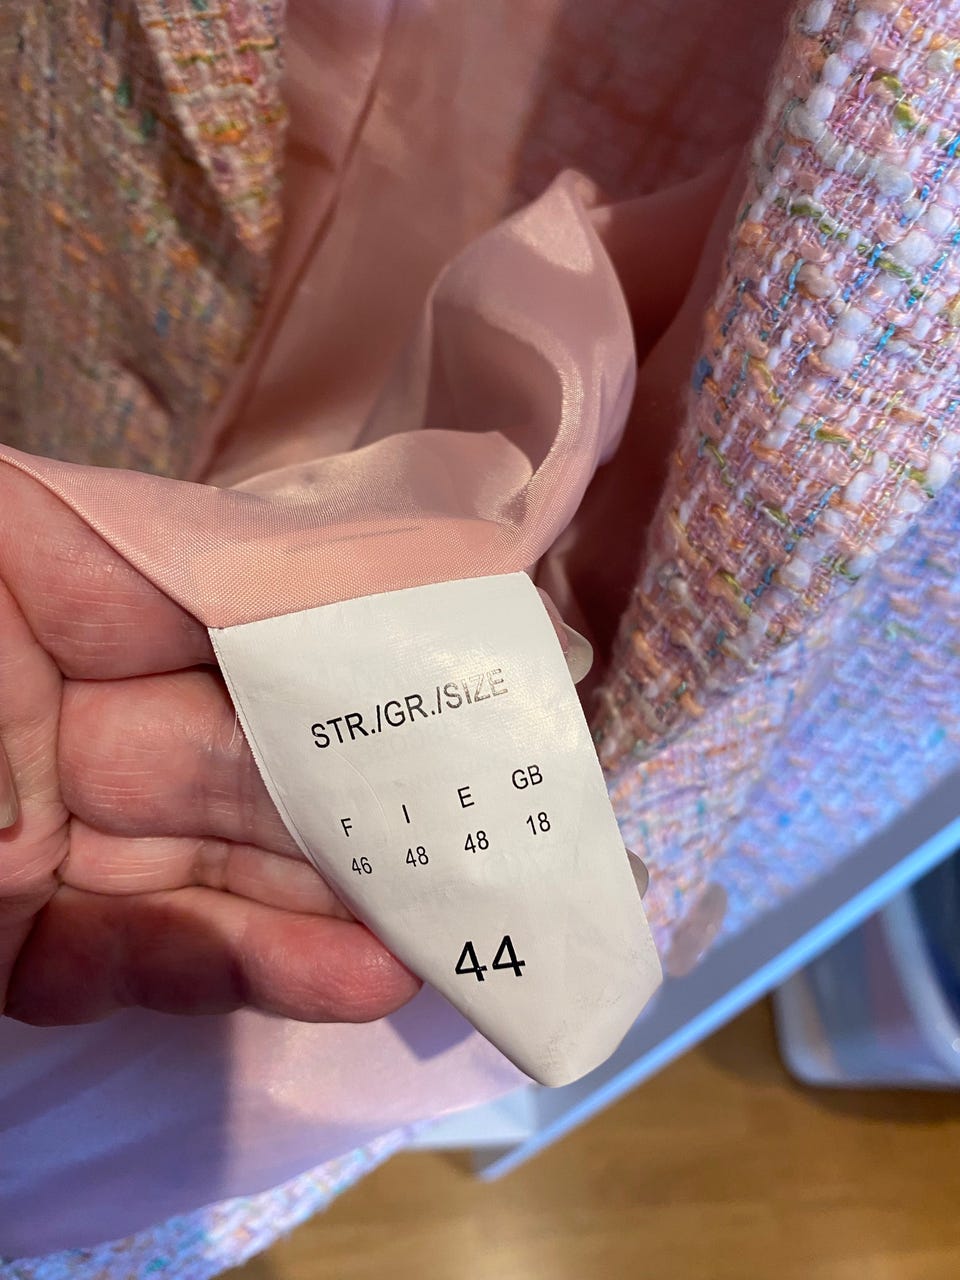 STR./GR./SIZE
F I E GB
46 48 48 18
44